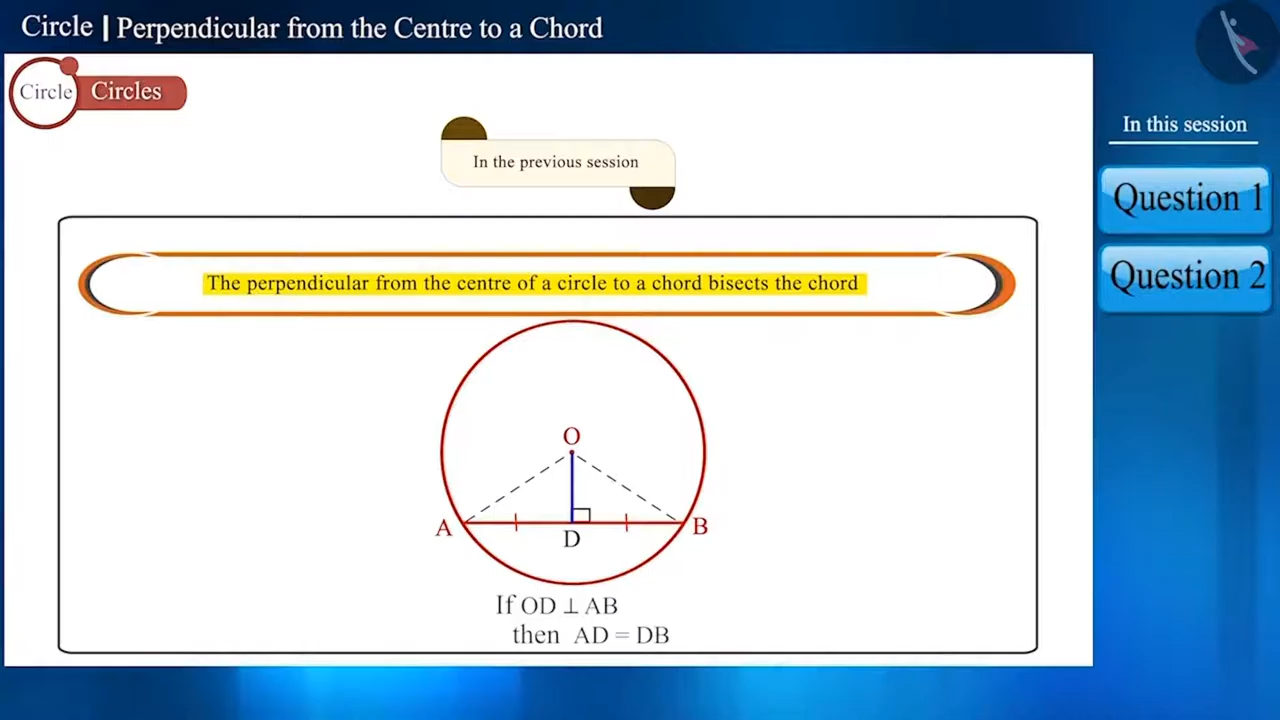 Circle | Perpendicular from the Centre to a Chord
Circle Circles
In this session
In the previous session
Question 1
Question 2
The perpendicular from the centre of a circle to a chord bisects the chord
O
A
B
D
If OD ⊥ AB
then AD = DB